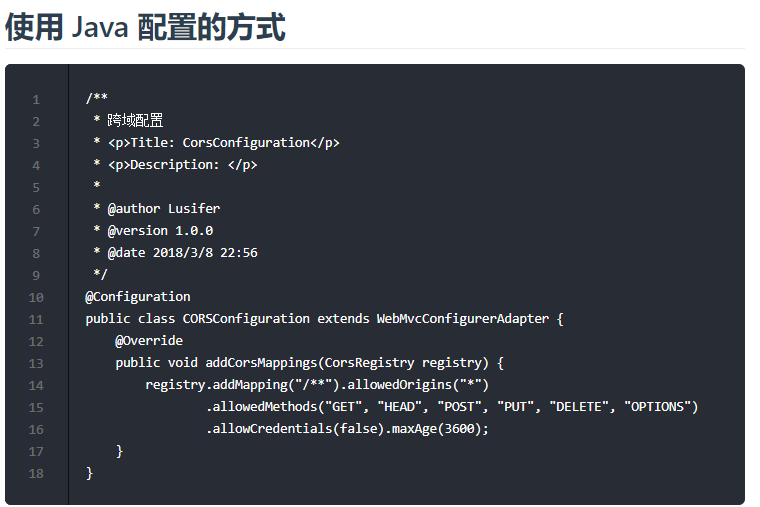 使用 Java 配置的方式
1 /**
2  * 跨域配置
3  * <p>Title: CorsConfiguration</p>
4  * <p>Description: </p>
5  *
6  * @author Lusifer
7  * @version 1.0.0
8  * @date 2018/3/8 22:56
9  */
10 @Configuration
11 public class CORSConfiguration extends WebMvcConfigurerAdapter {
12     @Override
13     public void addCorsMappings(CorsRegistry registry) {
14         registry.addMapping("/**").allowedOrigins("*")
15                 .allowedMethods("GET", "HEAD", "POST", "PUT", "DELETE", "OPTIONS")
16                 .allowCredentials(false).maxAge(3600);
17     }
18 }